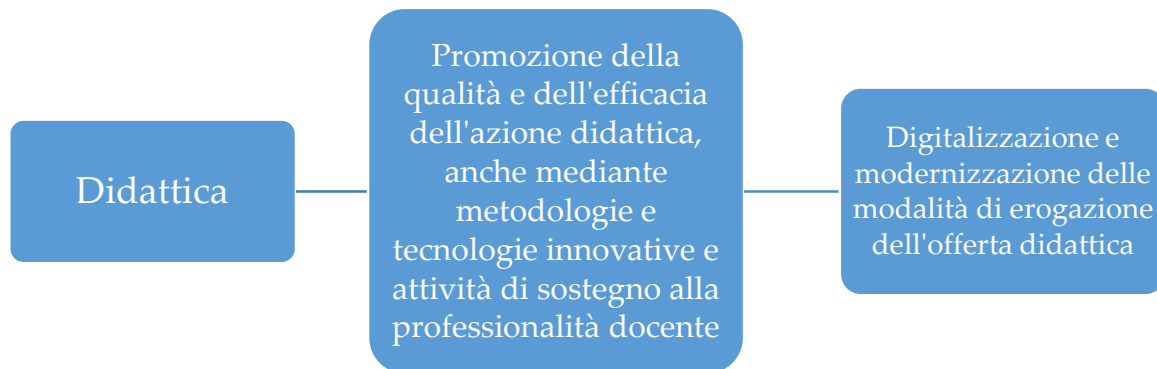 Didattica
Promozione della
qualità e dell'efficacia
dell'azione didattica,
anche mediante
metodologie e
tecnologie innovative e
attività di sostegno alla
professionalità docente
Digitalizzazione e
modernizzazione delle
modalità di erogazione
dell'offerta didattica